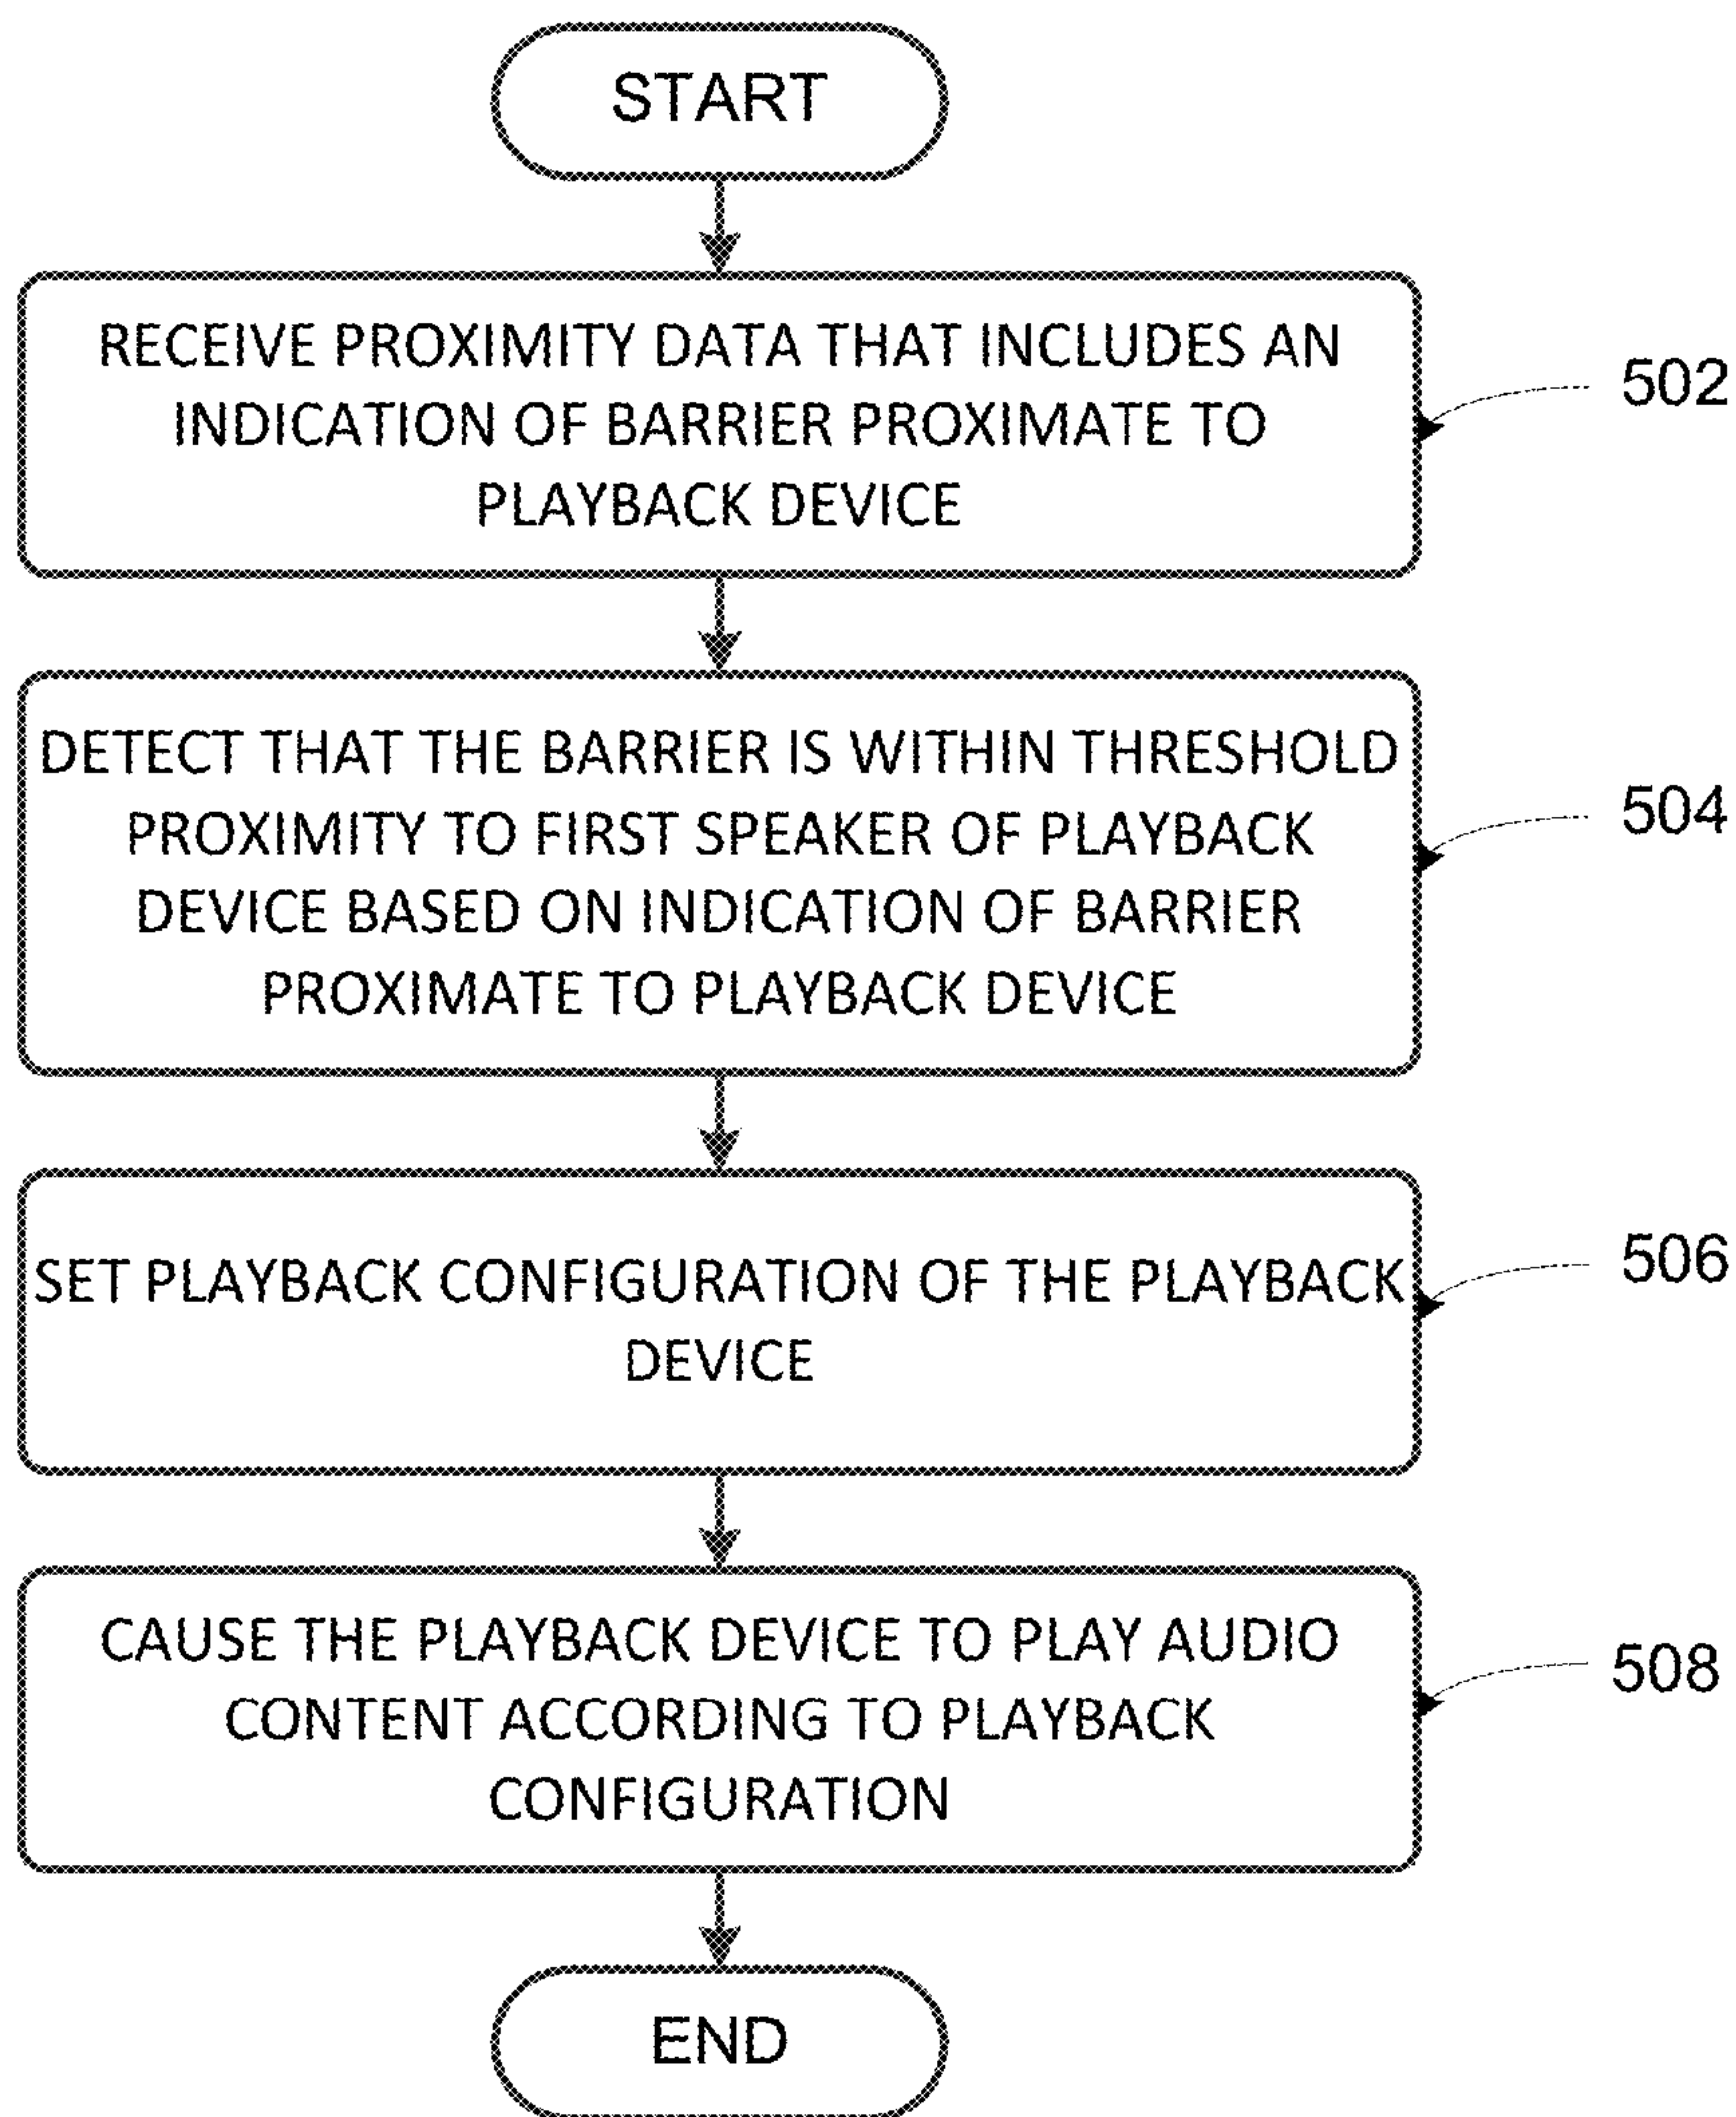 START
RECEIVE PROXIMITY DATA THAT INCLUDES AN
INDICATION OF BARRIER PROXIMATE TO
PLAYBACK DEVICE
502
DETECT THAT THE BARRIER IS WITHIN THRESHOLD
PROXIMITY TO FIRST SPEAKER OF PLAYBACK
DEVICE BASED ON INDICATION OF BARRIER
PROXIMATE TO PLAYBACK DEVICE
504
SET PLAYBACK CONFIGURATION OF THE PLAYBACK
DEVICE
506
CAUSE THE PLAYBACK DEVICE TO PLAY AUDIO
CONTENT ACCORDING TO PLAYBACK
CONFIGURATION
508
END